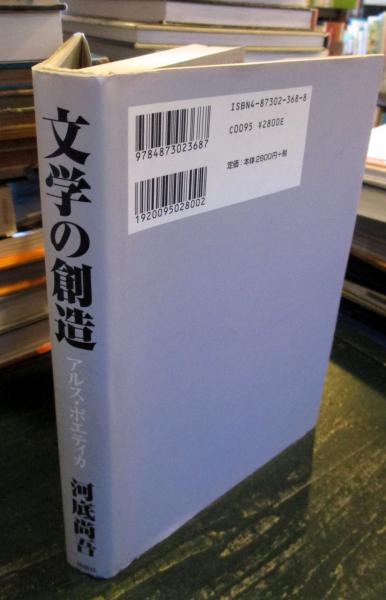 文学の創造
アルス・ポエティカ
河底尚吾
ISBN4-87302-368-8
C0095 ¥2800E
定価:本体2800円+税
9784873023687
1920095028002